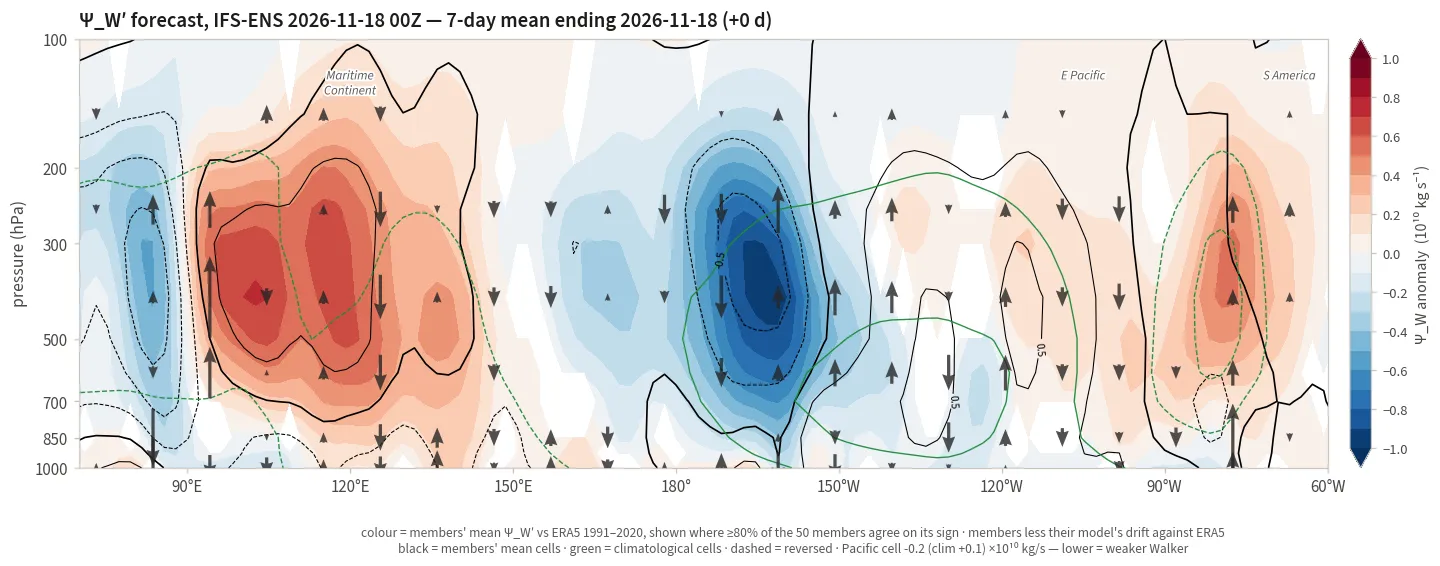 Ψ_W′ forecast, IFS-ENS 2026-11-18 00Z — 7-day mean ending 2026-11-18 (+0 d)
100
200
300
400
500
700
850
1000
pressure (hPa)
Maritime
Continent
E Pacific
S America
-0.5
0.5
0.5
90°E
120°E
150°E
180°
150°W
120°W
90°W
60°W
1.0
0.8
0.6
0.4
0.2
0.0
−0.2
−0.4
−0.6
−0.8
−1.0
Ψ_W anomaly (10¹⁰ kg s⁻¹)
colour = members' mean Ψ_W′ vs ERA5 1991–2020, shown where ≥80% of the 50 members agree on its sign · members less their model's drift against ERA5
black = members' mean cells · green = climatological cells · dashed = reversed · Pacific cell -0.2 (clim +0.1) ×10¹⁰ kg/s — lower = weaker Walker